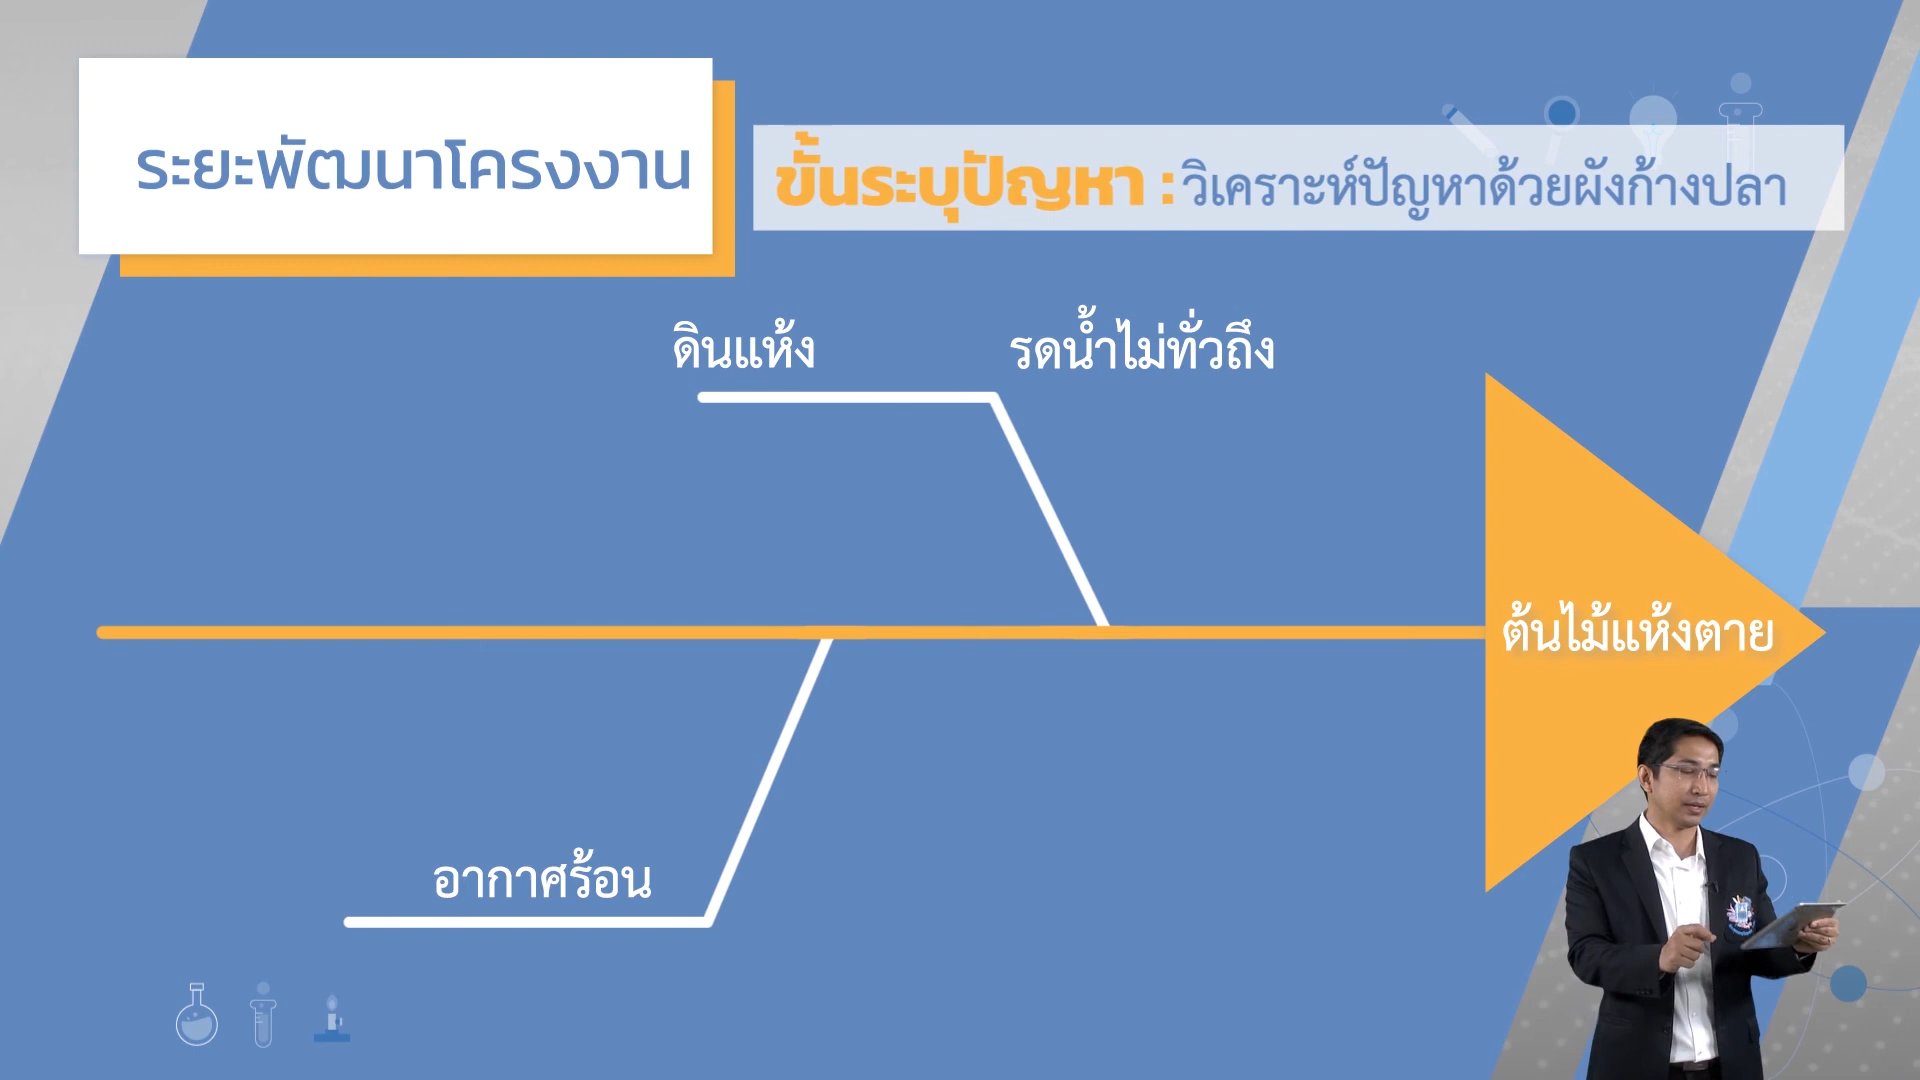 ระยะพัฒนาโครงงาน
ขั้นระบุปัญหา : วิเคราะห์ปัญหาด้วยผังก้างปลา
ดินแห้ง
รดน้ำไม่ทั่วถึง
ต้นไม้แห้งตาย
อากาศร้อน